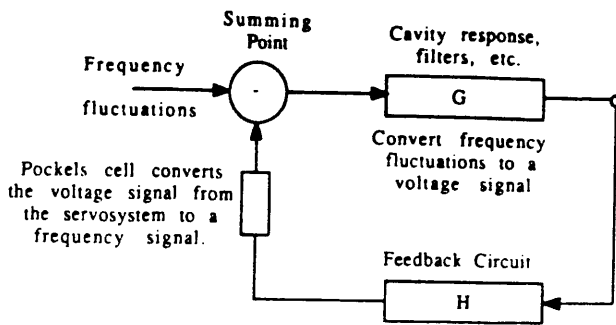 Summing
Point
Frequency
fluctuations
-
Cavity response,
filters, etc.
G
Convert frequency
fluctuations to a
voltage signal
Pockels cell converts
the voltage signal from
the servosystem to a
frequency signal.
Feedback Circuit
H